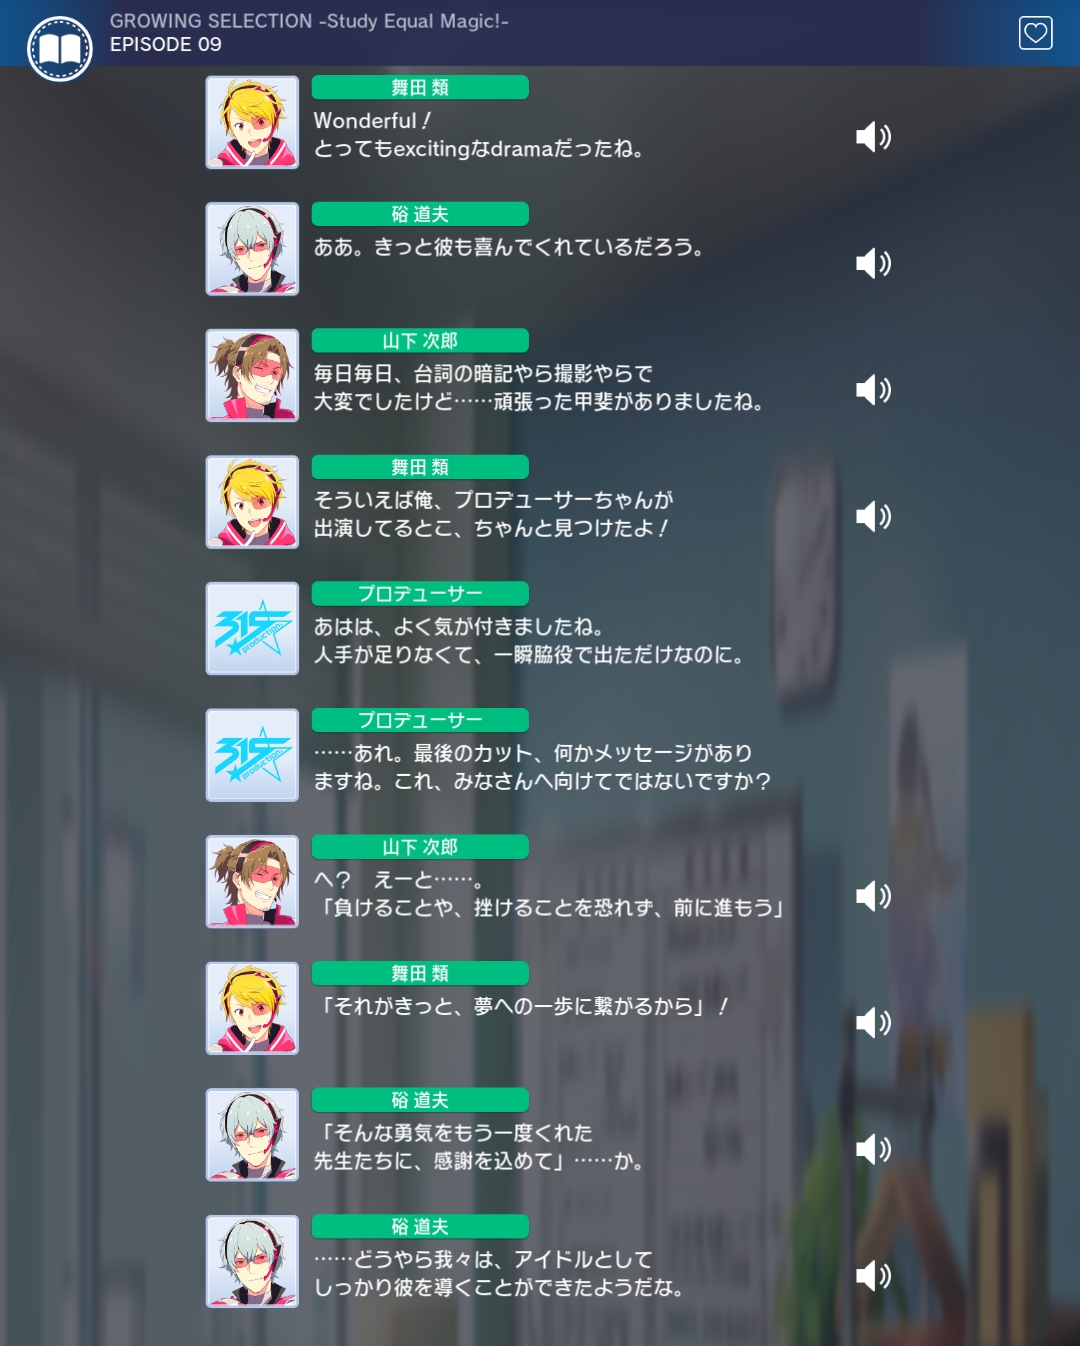 GROWING SELECTION -Study Equal Magic!-
EPISODE 09
舞田 類
Wonderful！
とってもexcitingなdramaだったね。
硲 道夫
ああ。きっと彼も喜んでくれているだろう。
山下 次郎
毎日毎日、台詞の暗記やら撮影やらで
大変でしたけど……頑張った甲斐がありましたね。
舞田 類
そういえば俺、プロデューサーちゃんが
出演してるとこ、ちゃんと見つけたよ！
プロデューサー
315 production
あはは、よく気が付きましたね。
人手が足りなくて、一瞬脇役で出ただけなのに。
プロデューサー
315 production
……あれ。最後のカット、何かメッセージがあり
ますね。これ、みなさんへ向けてではないですか？
山下 次郎
へ？　えーと……。
「負けることや、挫けることを恐れず、前に進もう」
舞田 類
「それがきっと、夢への一歩に繋がるから」！
硲 道夫
「そんな勇気をもう一度くれた
先生たちに、感謝を込めて」……か。
硲 道夫
……どうやら我々は、アイドルとして
しっかり彼を導くことができたようだな。